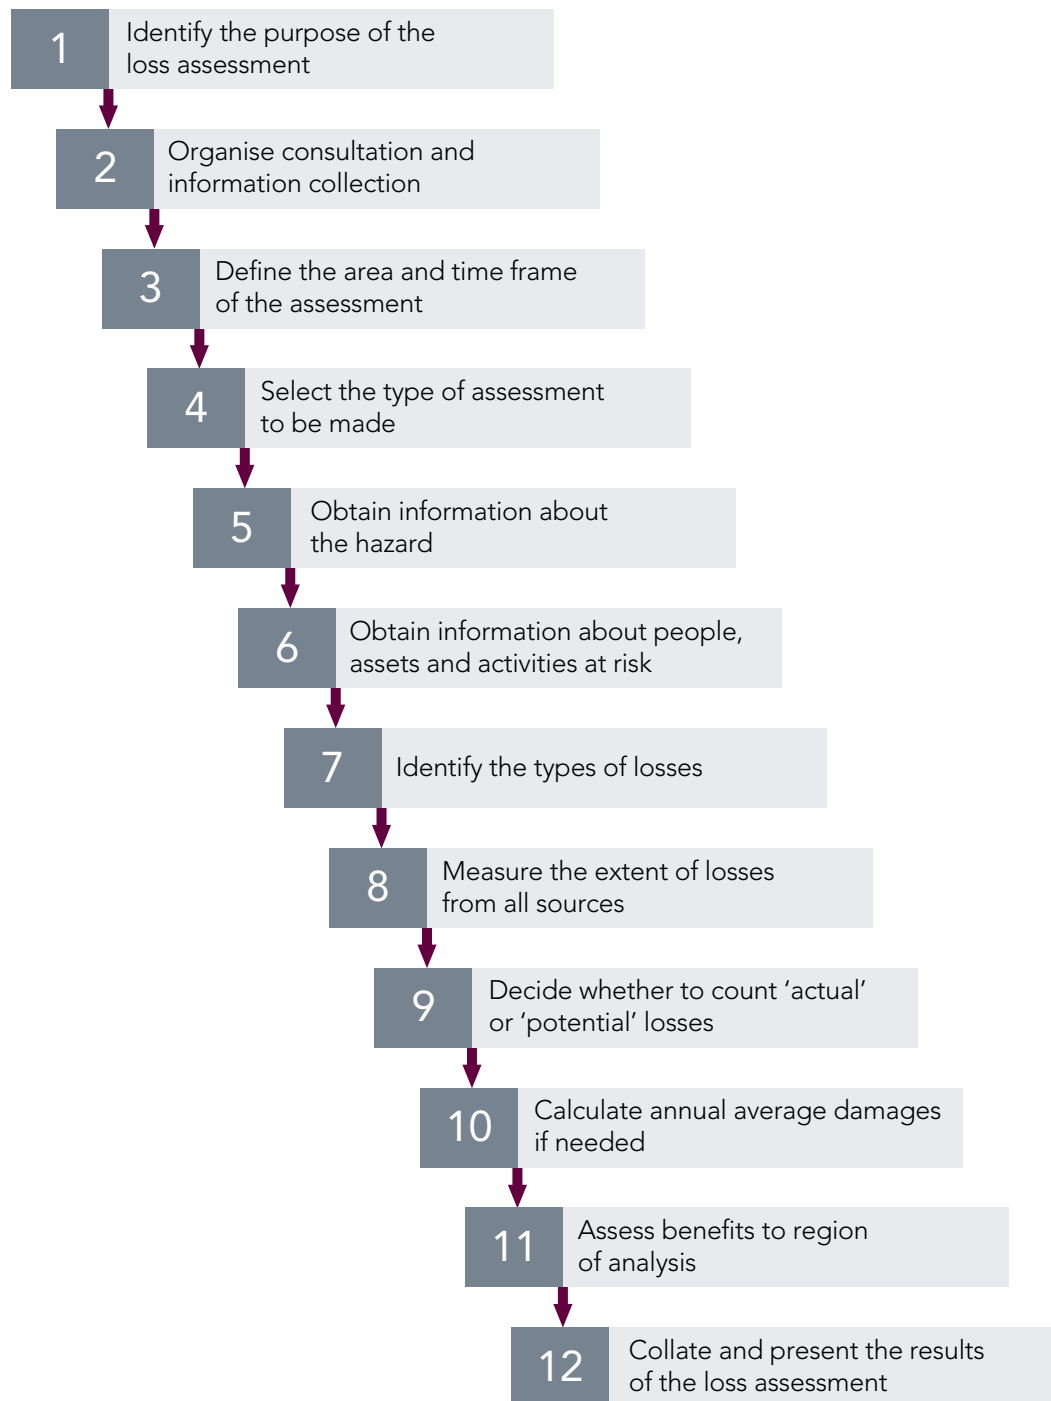 1
Identify the purpose of the
loss assessment
2
Organise consultation and
information collection
3
Define the area and time frame
of the assessment
4
Select the type of assessment
to be made
5
Obtain information about
the hazard
6
Obtain information about people,
assets and activities at risk
7
Identify the types of losses
8
Measure the extent of losses
from all sources
9
Decide whether to count ‘actual’
or ‘potential’ losses
10
Calculate annual average damages
if needed
11
Assess benefits to region
of analysis
12
Collate and present the results
of the loss assessment